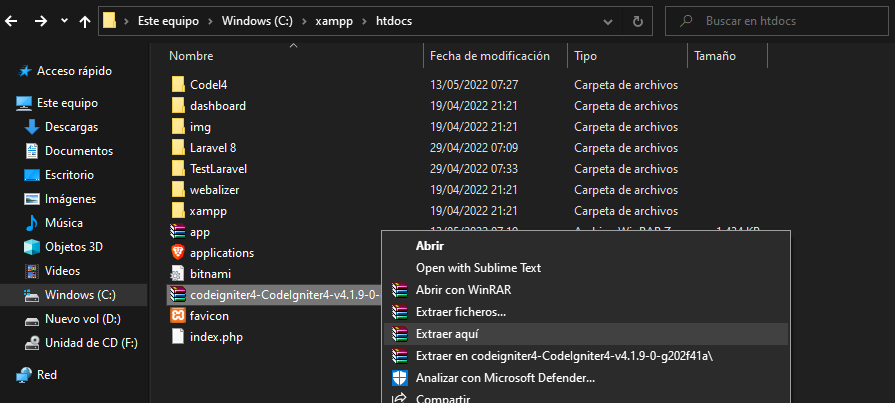 Este equipo > Windows (C:) > xampp > htdocs
Buscar en htdocs
Nombre Fecha de modificación Tipo Tamaño
Acceso rápido
Este equipo
Descargas
Documentos
Escritorio
Imágenes
Música
Objetos 3D
Videos
Windows (C:)
Nuevo vol (D:)
Unidad de CD (F:)
Red
CodeI4 13/05/2022 07:27 Carpeta de archivos
dashboard 19/04/2022 21:21 Carpeta de archivos
img 19/04/2022 21:21 Carpeta de archivos
Laravel 8 29/04/2022 07:09 Carpeta de archivos
TestLaravel 29/04/2022 07:33 Carpeta de archivos
webalizer 19/04/2022 21:21 Carpeta de archivos
xampp 19/04/2022 21:21 Carpeta de archivos
app
applications
bitnami
codeigniter4-CodeIgniter4-v4.1.9-0-
favicon
index.php
Abrir
Open with Sublime Text
Abrir con WinRAR
Extraer ficheros...
Extraer aquí
Extraer en codeigniter4-CodeIgniter4-v4.1.9-0-g202f41a\
Analizar con Microsoft Defender...
Compartir